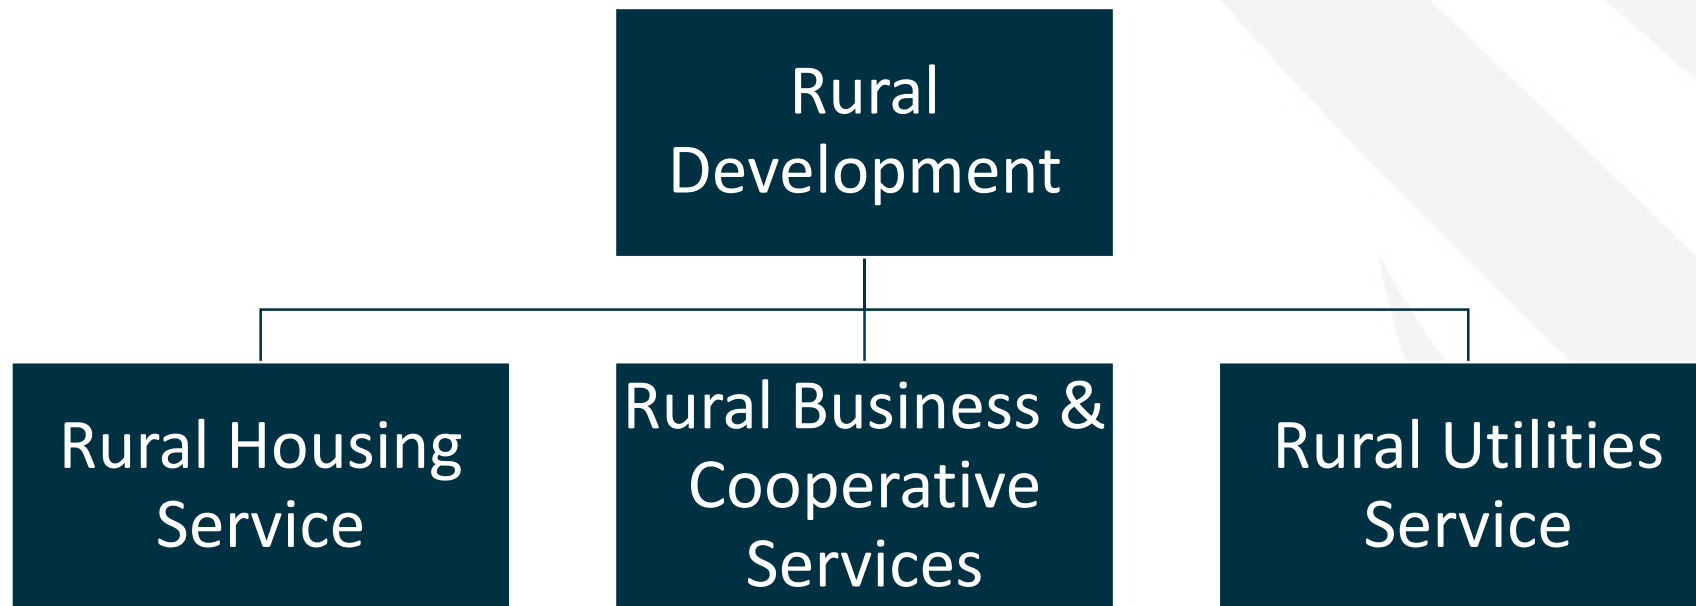 Rural
Development
Rural Housing
Service
Rural Business &
Cooperative
Services
Rural Utilities
Service